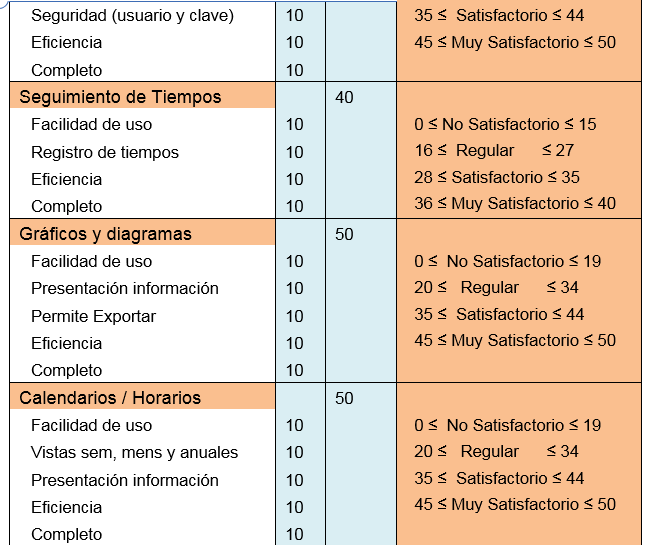 Seguridad (usuario y clave) 10 35 ≤ Satisfactorio ≤ 44
Eficiencia 10 45 ≤ Muy Satisfactorio ≤ 50
Completo 10
Seguimiento de Tiempos 40
Facilidad de uso 10 0 ≤ No Satisfactorio ≤ 15
Registro de tiempos 10 16 ≤ Regular ≤ 27
Eficiencia 10 28 ≤ Satisfactorio ≤ 35
Completo 10 36 ≤ Muy Satisfactorio ≤ 40
Gráficos y diagramas 50
Facilidad de uso 10 0 ≤ No Satisfactorio ≤ 19
Presentación información 10 20 ≤ Regular ≤ 34
Permite Exportar 10 35 ≤ Satisfactorio ≤ 44
Eficiencia 10 45 ≤ Muy Satisfactorio ≤ 50
Completo 10
Calendarios / Horarios 50
Facilidad de uso 10 0 ≤ No Satisfactorio ≤ 19
Vistas sem, mens y anuales 10 20 ≤ Regular ≤ 34
Presentación información 10 35 ≤ Satisfactorio ≤ 44
Eficiencia 10 45 ≤ Muy Satisfactorio ≤ 50
Completo 10